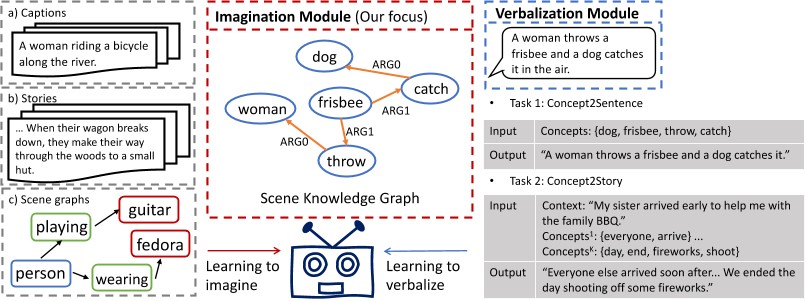 a) Captions
A woman riding a bicycle
along the river.
b) Stories
... When their wagon breaks
down, they make their way
through the woods to a small
hut.
c) Scene graphs
guitar
playing
fedora
person
wearing
Imagination Module (Our focus)
dog
ARG0
catch
woman
frisbee
ARG1
ARG1
ARG0
throw
Scene Knowledge Graph
Learning to
imagine
Learning to
verbalize
Verbalization Module
A woman throws a
frisbee and a dog catches
it in the air.
• Task 1: Concept2Sentence
Input Concepts: {dog, frisbee, throw, catch}
Output “A woman throws a frisbee and a dog catches it.”
• Task 2: Concept2Story
Input Context: “My sister arrived early to help me with
the family BBQ.”
Concepts¹: {everyone, arrive} ...
Conceptsᵏ: {day, end, fireworks, shoot}
Output “Everyone else arrived soon after... We ended the
day shooting off some fireworks.”